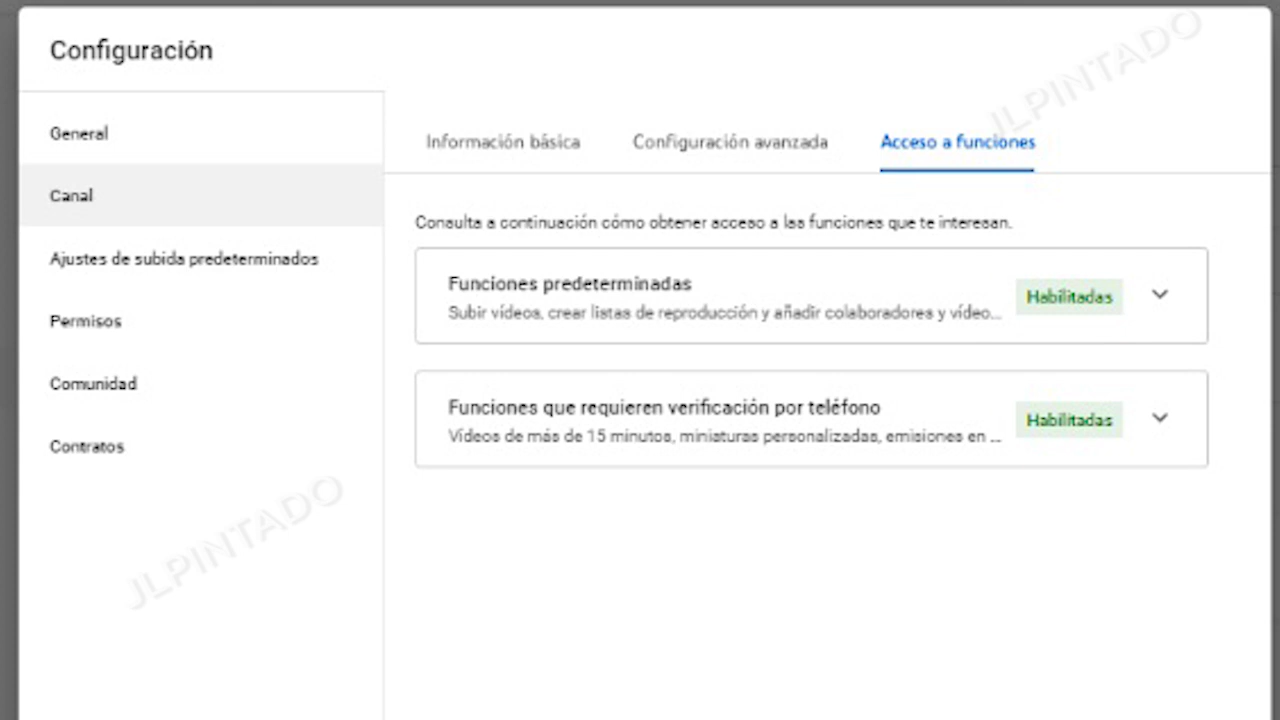 Configuración
General
Canal
Ajustes de subida predeterminados
Permisos
Comunidad
Contratos
Información básica
Configuración avanzada
Acceso a funciones
Consulta a continuación cómo obtener acceso a las funciones que te interesan.
Funciones predeterminadas
Subir vídeos, crear listas de reproducción y añadir colaboradores y vídeo...
Habilitadas
Funciones que requieren verificación por teléfono
Vídeos de más de 15 minutos, miniaturas personalizadas, emisiones en ...
Habilitadas
JLPINTADO
JLPINTADO